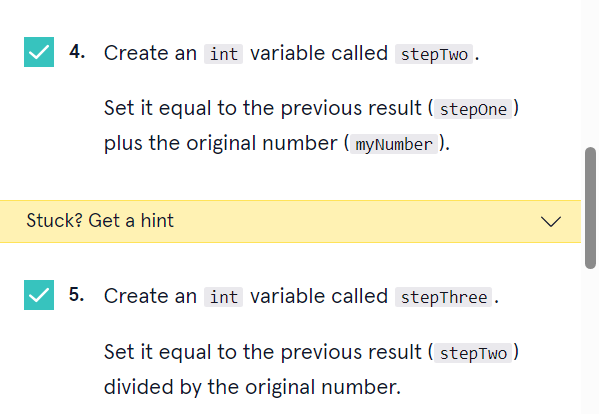 4. Create an int variable called stepTwo.
Set it equal to the previous result (stepOne)
plus the original number (myNumber).
Stuck? Get a hint
5. Create an int variable called stepThree.
Set it equal to the previous result (stepTwo)
divided by the original number.